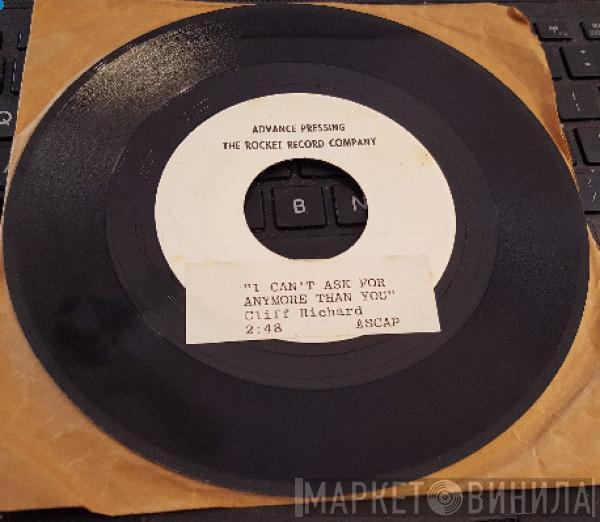 ADVANCE PRESSING
THE ROCKET RECORD COMPANY
B
N
Q
"I CAN'T ASK FOR
ANYMORE THAN YOU"
Cliff Richard
2:48 ASCAP
МАРКЕТ ВИНИЛА